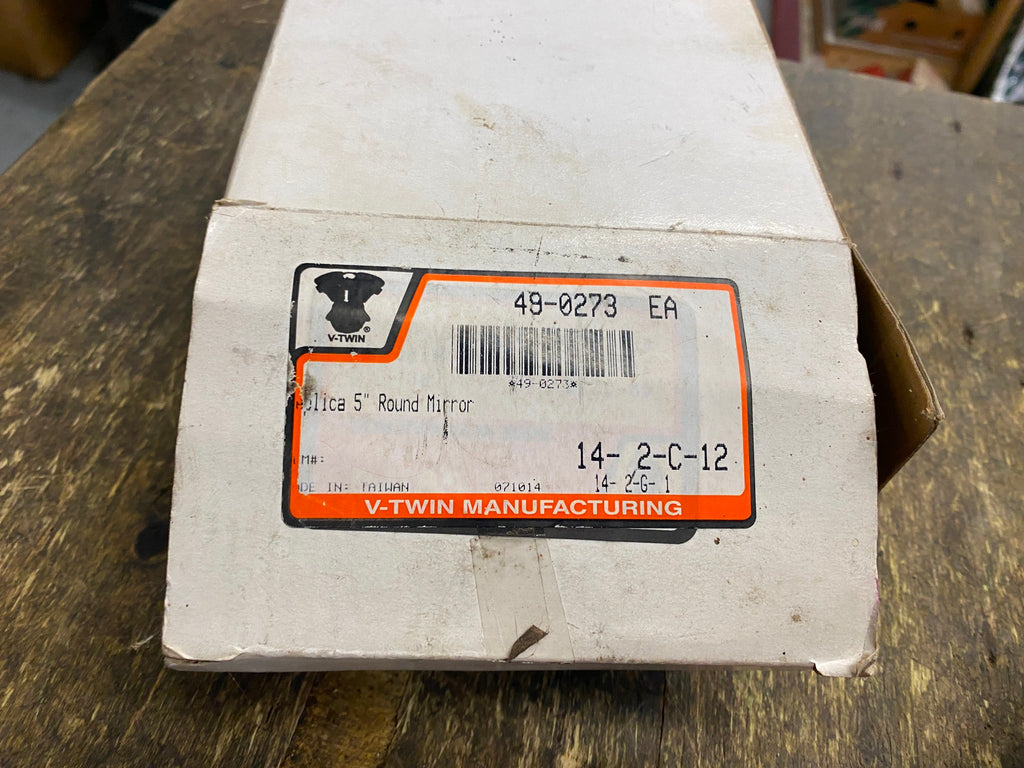 V-TWIN
®
49-0273 EA
*49-0273*
eplica 5" Round Mirror
M#:
14- 2-C-12
DE IN: TAIWAN 071014 14- 2-G- 1
V-TWIN MANUFACTURING